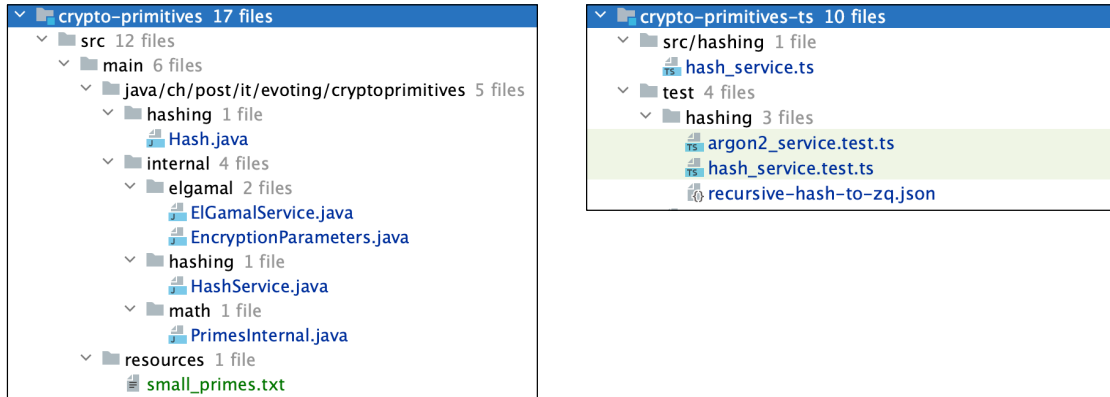 crypto-primitives 17 files
src 12 files
main 6 files
java/ch/post/it/evoting/cryptoprimitives 5 files
hashing 1 file
Hash.java
internal 4 files
elgamal 2 files
ElGamalService.java
EncryptionParameters.java
hashing 1 file
HashService.java
math 1 file
PrimesInternal.java
resources 1 file
small_primes.txt
crypto-primitives-ts 10 files
src/hashing 1 file
TS hash_service.ts
test 4 files
hashing 3 files
TS argon2_service.test.ts
TS hash_service.test.ts
recursive-hash-to-zq.json